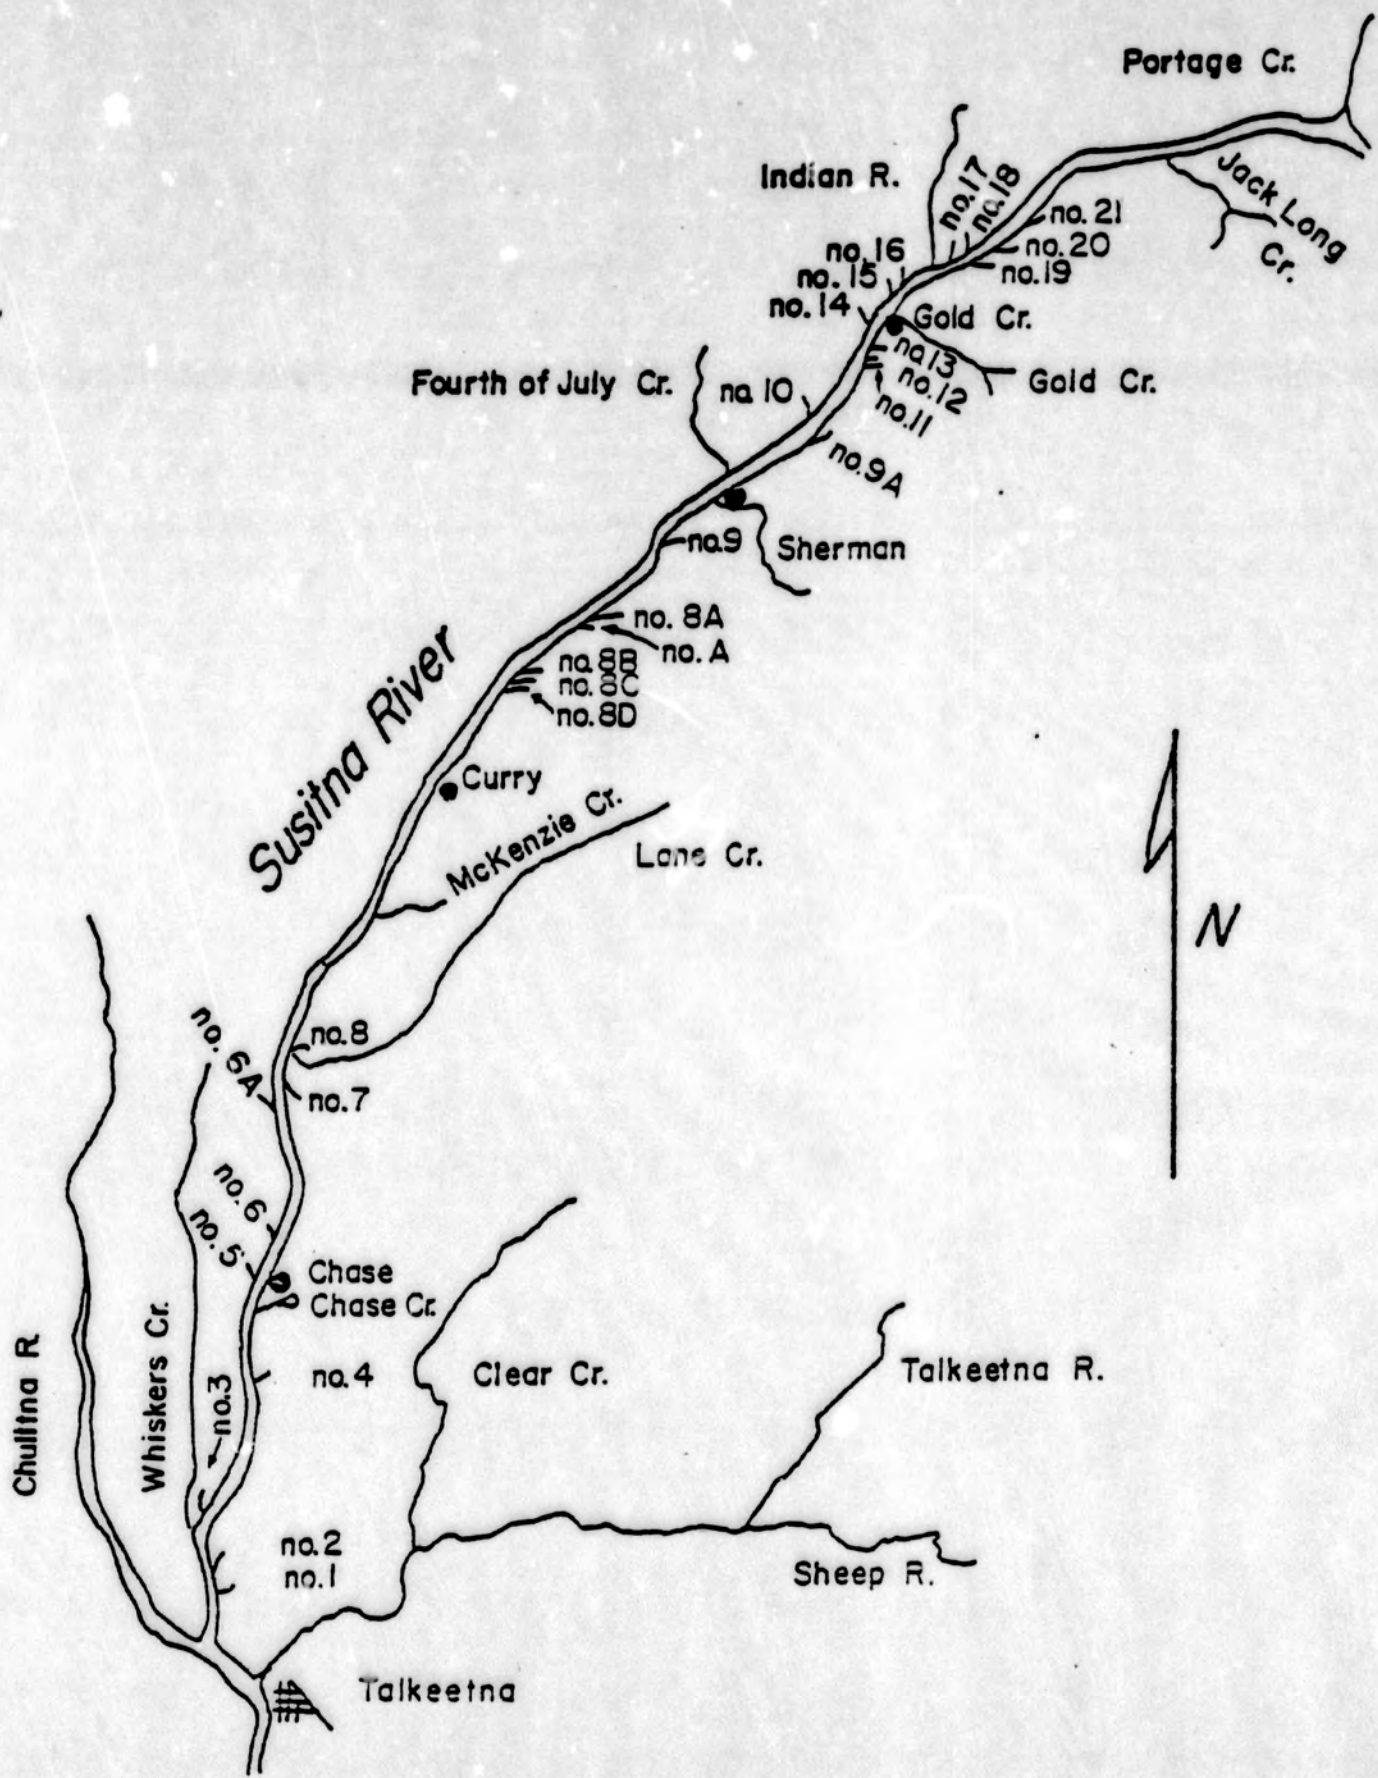 Portage Cr.
Indian R.
no.17
no.18
Jack Long
Cr.
no. 21
no.20
no.19
no.16
no.15
no.14
Gold Cr.
no.13
no.12
no.11
Gold Cr.
Fourth of July Cr.
no.10
no.9A
no.9
Sherman
no. 8A
no. A
no.8B
no.8C
no.8D
Susitna River
Curry
McKenzie Cr.
Lane Cr.
N
no. 6A
no.8
no.7
no.6
no.5
Chase
Chase Cr.
Chulitna R
Whiskers Cr.
no.3
no.4
Clear Cr.
Talkeetna R.
no.2
no.1
Sheep R.
Talkeetna